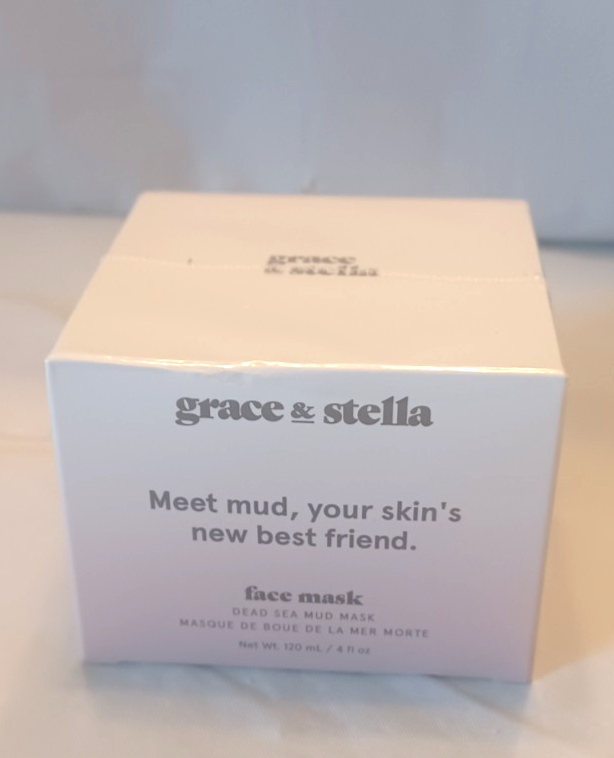 grace
& stella
grace & stella
Meet mud, your skin's
new best friend.
face mask
DEAD SEA MUD MASK
MASQUE DE BOUE DE LA MER MORTE
Net Wt. 120 mL / 4 fl oz